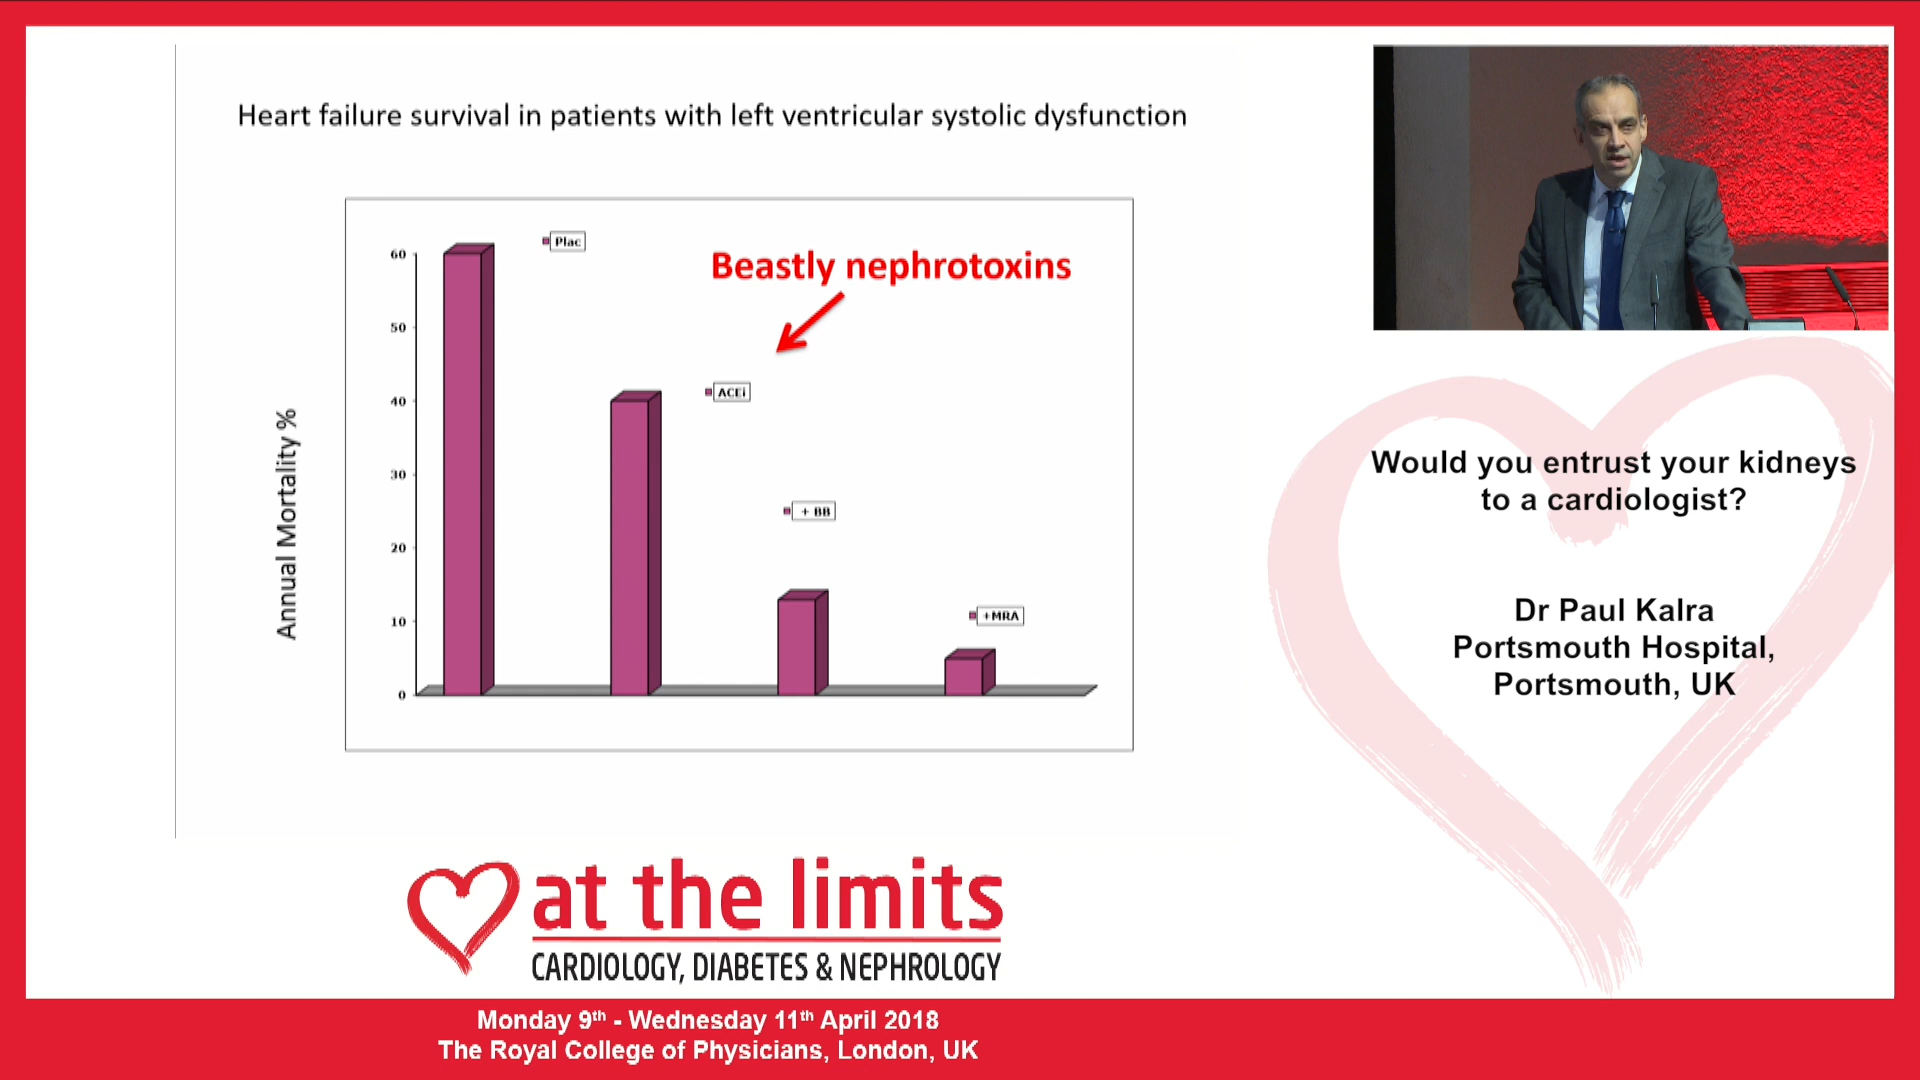 Heart failure survival in patients with left ventricular systolic dysfunction
Annual Mortality %
60
50
40
30
20
10
0
Plac
Beastly nephrotoxins
ACEi
+ BB
+MRA
Would you entrust your kidneys
to a cardiologist?
Dr Paul Kalra
Portsmouth Hospital,
Portsmouth, UK
at the limits
CARDIOLOGY, DIABETES & NEPHROLOGY
Monday 9th - Wednesday 11th April 2018
The Royal College of Physicians, London, UK